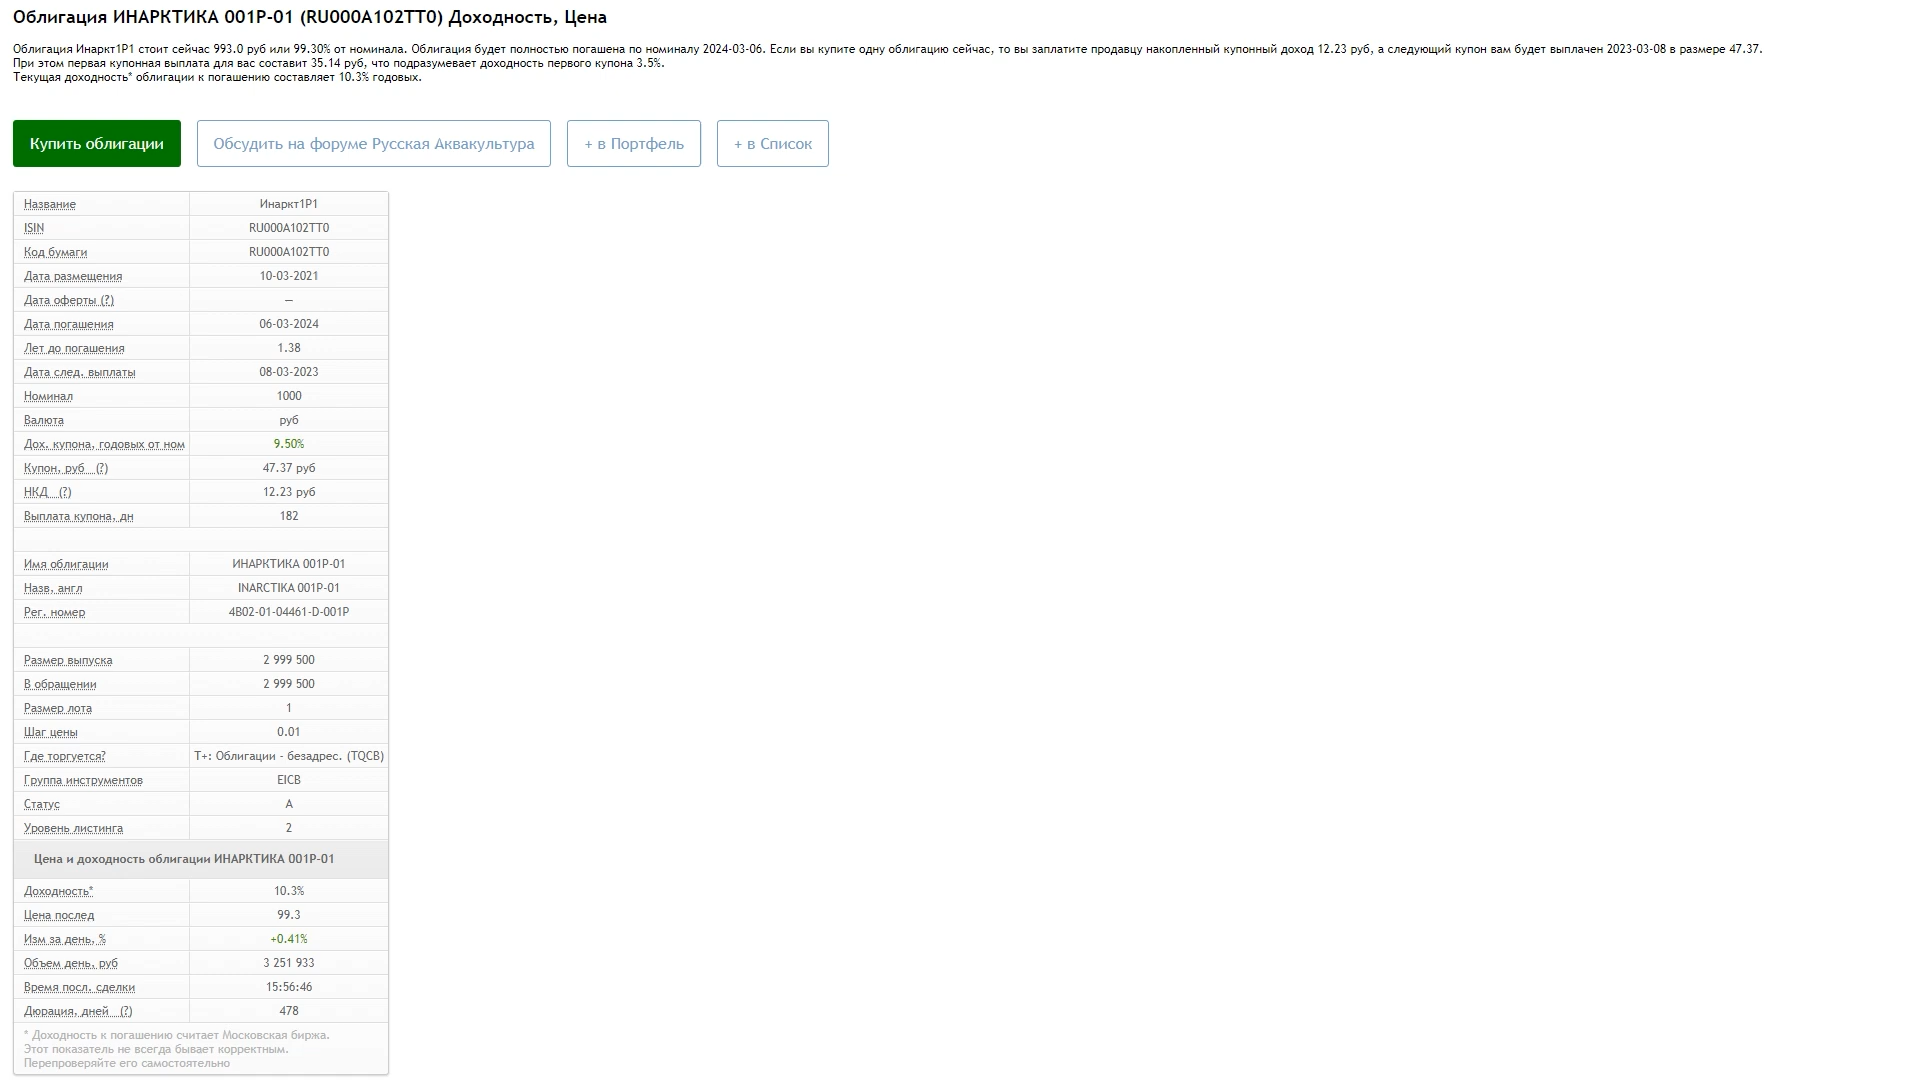 Облигация ИНАРКТИКА 001P-01 (RU000A102TT0) Доходность, Цена
Облигация Инаркт1Р1 стоит сейчас 993.0 руб или 99.30% от номинала. Облигация будет полностью погашена по номиналу 2024-03-06. Если вы купите одну облигацию сейчас, то вы заплатите продавцу накопленный купонный доход 12.23 руб, а следующий купон вам будет выплачен 2023-03-08 в размере 47.37.
При этом первая купонная выплата для вас составит 35.14 руб, что подразумевает доходность первого купона 3.5%.
Текущая доходность* облигации к погашению составляет 10.3% годовых.
Купить облигации Обсудить на форуме Русская Аквакультура + в Портфель + в Список
Название Инаркт1Р1
ISIN RU000A102TT0
Код бумаги RU000A102TT0
Дата размещения 10-03-2021
Дата оферты (?) —
Дата погашения 06-03-2024
Лет до погашения 1.38
Дата след. выплаты 08-03-2023
Номинал 1000
Валюта руб
Дох. купона, годовых от ном 9.50%
Купон, руб (?) 47.37 руб
НКД (?) 12.23 руб
Выплата купона, дн 182
Имя облигации ИНАРКТИКА 001P-01
Назв. англ INARCTIKA 001P-01
Рег. номер 4B02-01-04461-D-001P
Размер выпуска 2 999 500
В обращении 2 999 500
Размер лота 1
Шаг цены 0.01
Где торгуется? Т+: Облигации - безадрес. (TQCB)
Группа инструментов EICB
Статус A
Уровень листинга 2
Цена и доходность облигации ИНАРКТИКА 001P-01
Доходность* 10.3%
Цена послед 99.3
Изм за день, % +0.41%
Объем день, руб 3 251 933
Время посл. сделки 15:56:46
Дюрация, дней (?) 478
* Доходность к погашению считает Московская биржа.
Этот показатель не всегда бывает корректным.
Перепроверяйте его самостоятельно